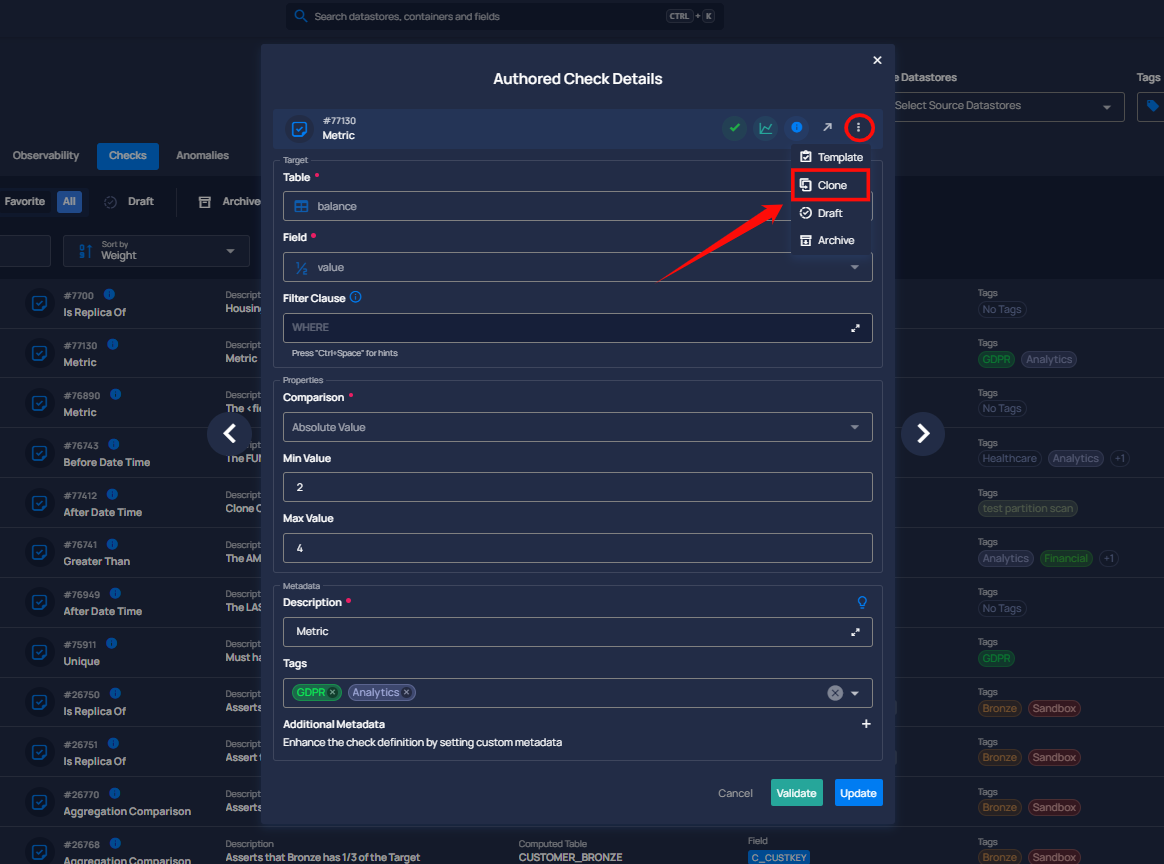 Search datastores, containers and fields
CTRL + K
Authored Check Details
Source Datastores
Tags
Select Source Datastores
#77130
Metric
Observability
Checks
Anomalies
Template
Target
Table *
Clone
balance
Favorite
All
Draft
Archive
Draft
Field *
Archive
Sort by
Weight
value
Filter Clause
WHERE
Press "Ctrl+Space" for hints
#7700
Is Replica Of
Descript
Housin
Tags
No Tags
#77130
Metric
Descript
Metric
Tags
GDPR
Analytics
Properties
Comparison *
Absolute Value
#76890
Metric
Descript
The <fie
Tags
No Tags
#76743
Before Date Time
The FUI
Tags
Healthcare
Analytics
+1
Min Value
2
#77412
After Date Time
Descript
Clone C
Tags
test partition scan
Max Value
4
#76741
Greater Than
Descript
The AM
Tags
Analytics
Financial
+1
Metadata
Description *
Metric
#76949
After Date Time
Descript
The LAS
Tags
No Tags
#75911
Unique
Descript
Must ha
Tags
GDPR
Tags
GDPR
Analytics
#26750
Is Replica Of
Descript
Asserts
Tags
Bronze
Sandbox
Additional Metadata
Enhance the check definition by setting custom metadata
#26751
Is Replica Of
Descript
Assert t
Tags
Bronze
Sandbox
Cancel
Validate
Update
#26770
Aggregation Comparison
Descript
Asserts
Tags
Bronze
Sandbox
#26768
Aggregation Comparison
Description
Asserts that Bronze has 1/3 of the Target
Computed Table
CUSTOMER_BRONZE
Field
C_CUSTKEY
Tags
Bronze
Sandbox